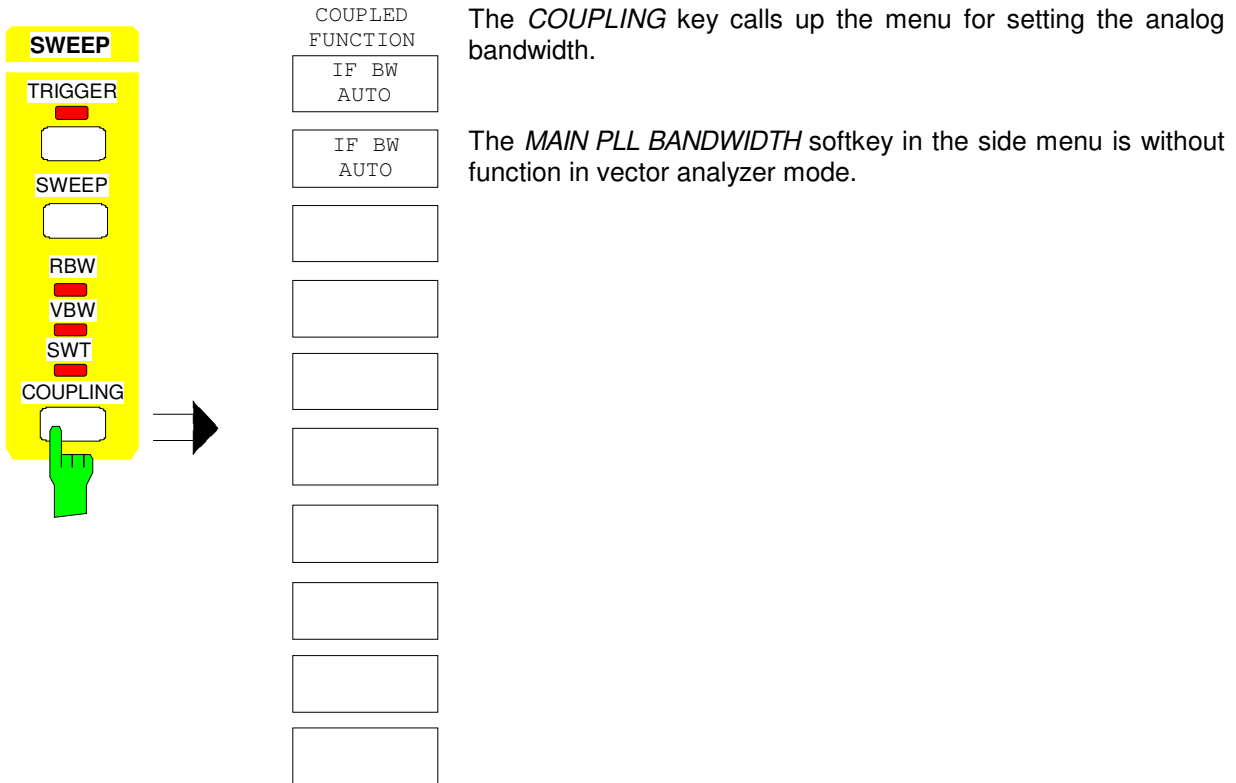 SWEEP
TRIGGER
SWEEP
RBW
VBW
SWT
COUPLING
COUPLED
FUNCTION
IF BW
AUTO
IF BW
AUTO
The COUPLING key calls up the menu for setting the analog
bandwidth.
The MAIN PLL BANDWIDTH softkey in the side menu is without
function in vector analyzer mode.